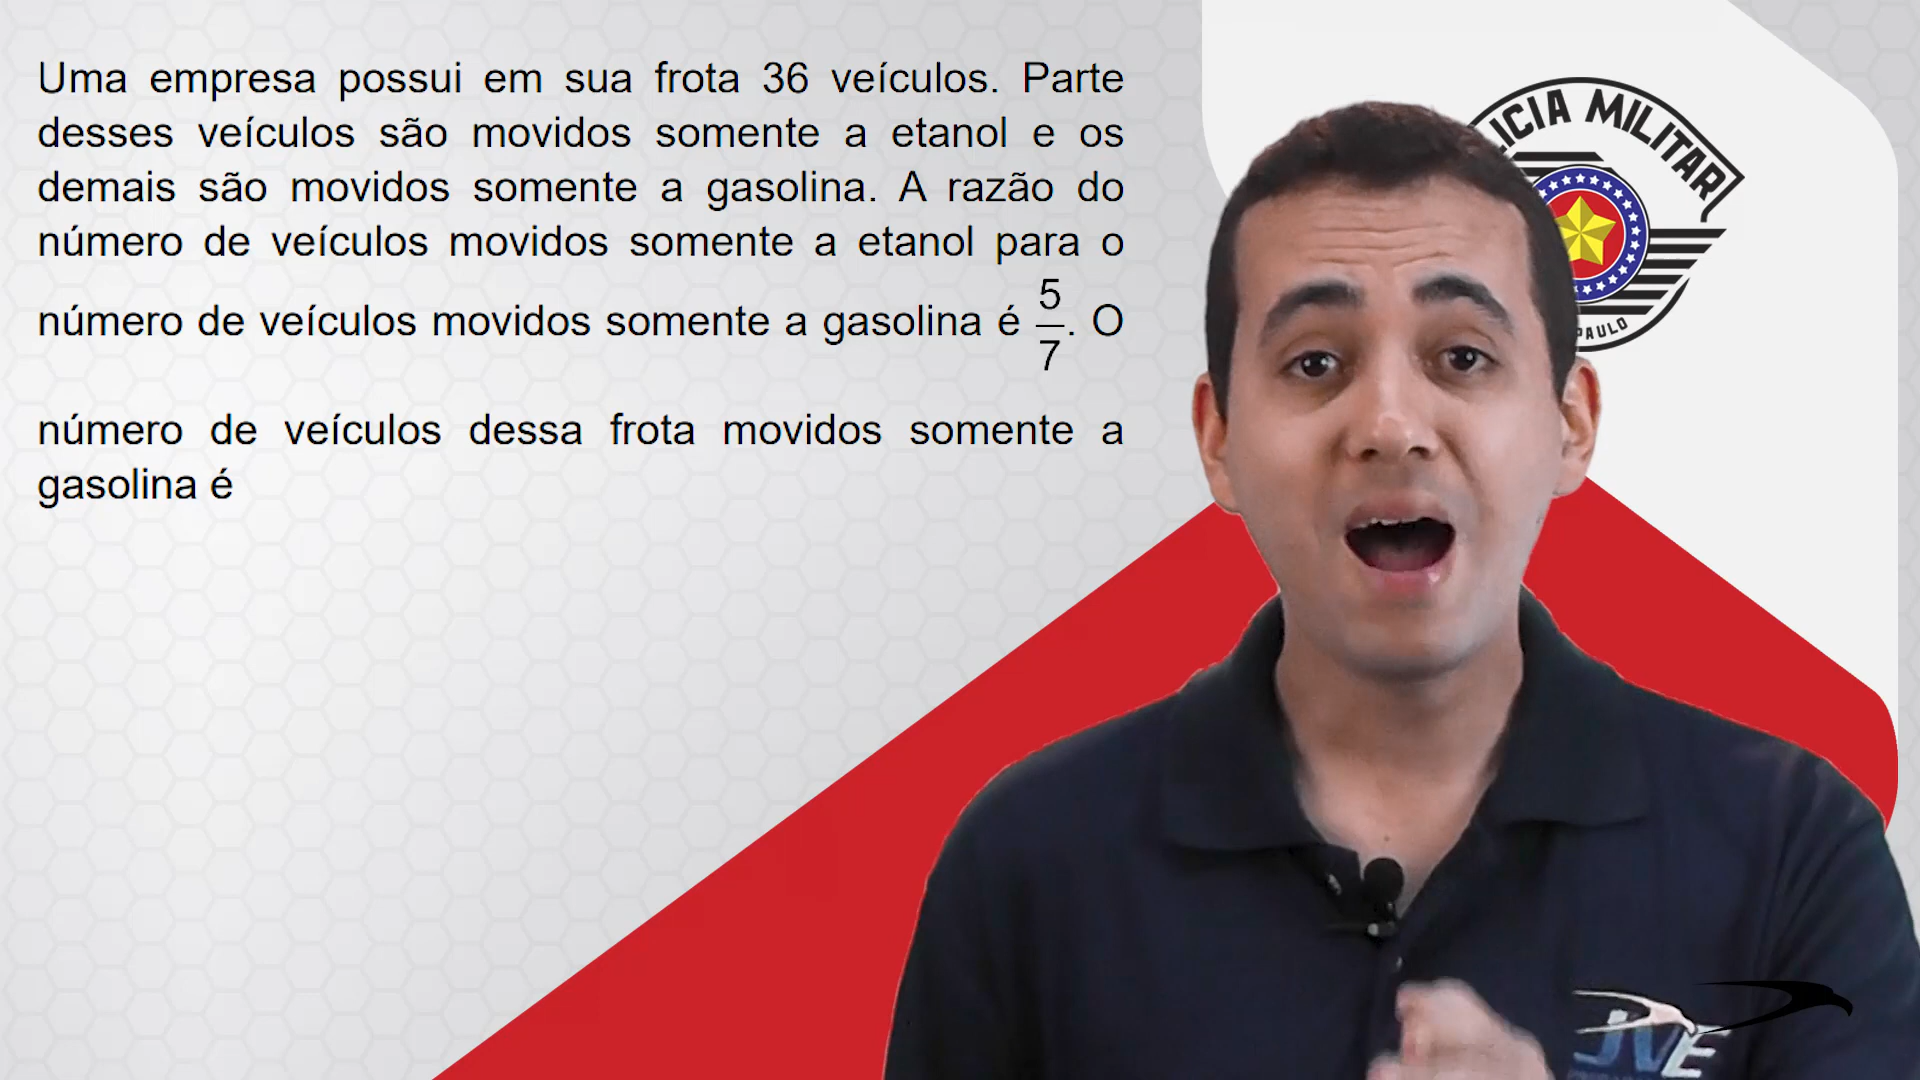 Uma empresa possui em sua frota 36 veículos. Parte
desses veículos são movidos somente a etanol e os
demais são movidos somente a gasolina. A razão do
número de veículos movidos somente a etanol para o
número de veículos movidos somente a gasolina é 5/7. O
número de veículos dessa frota movidos somente a
gasolina é
MILITAR
PAULO
JVE